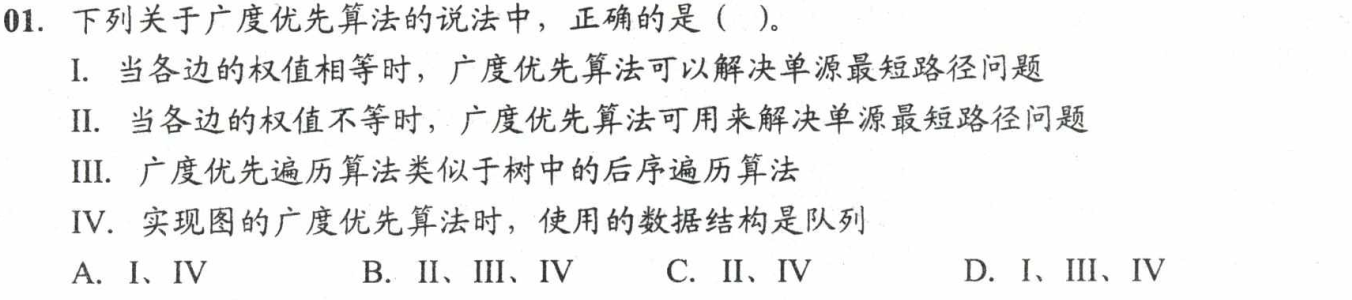 01. 下列关于广度优先算法的说法中，正确的是（ ）。
I. 当各边的权值相等时，广度优先算法可以解决单源最短路径问题
II. 当各边的权值不等时，广度优先算法可用来解决单源最短路径问题
III. 广度优先遍历算法类似于树中的后序遍历算法
IV. 实现图的广度优先算法时，使用的数据结构是队列
A. I、IV B. II、III、IV C. II、IV D. I、III、IV